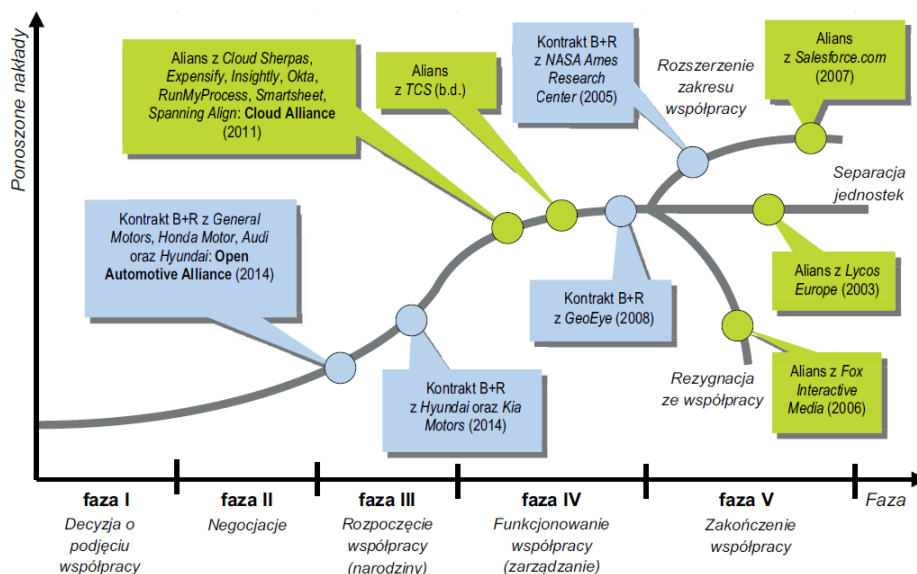 Ponoszone nakłady
Alians z Cloud Sherpas,
Expensify, Insightly, Okta,
RunMyProcess, Smartsheet,
Spanning Align: Cloud Alliance
(2011)
Alians
z TCS (b.d.)
Kontrakt B+R
z NASA Ames
Research
Center (2005)
Rozszerzenie
zakresu
współpracy
Alians
z Salesforce.com
(2007)
Separacja
jednostek
Kontrakt B+R z General
Motors, Honda Motor, Audi
oraz Hyundai: Open
Automotive Alliance (2014)
Kontrakt B+R
z GeoEye (2008)
Alians z Lycos
Europe (2003)
Kontrakt B+R
z Hyundai oraz Kia
Motors (2014)
Rezygnacja
ze współpracy
Alians z Fox
Interactive
Media (2006)
faza I
Decyzja o
podjęciu
współpracy
faza II
Negocjacje
faza III
Rozpoczęcie
współpracy
(narodziny)
faza IV
Funkcjonowanie
współpracy
(zarządzanie)
faza V
Zakończenie
współpracy
Faza